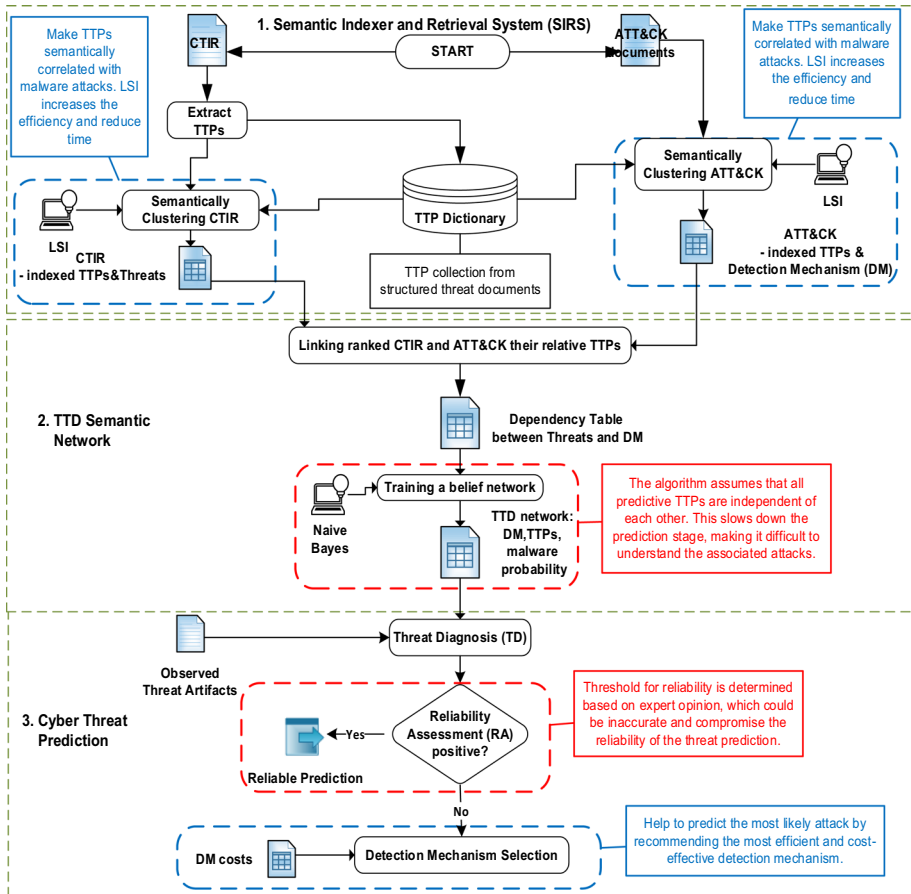 1. Semantic Indexer and Retrieval System (SIRS)
Make TTPs
semantically
correlated with
malware attacks. LSI
increases the
efficiency and reduce
time
CTIR
START
ATT&CK
documents
Make TTPs
semantically
correlated with malware
attacks. LSI increases
the efficiency and
reduce time
Extract
TTPs
Semantically
Clustering CTIR
LSI
CTIR
- indexed TTPs&Threats
TTP Dictionary
TTP collection from
structured threat documents
Semantically
Clustering ATT&CK
LSI
ATT&CK
- indexed TTPs &
Detection Mechanism (DM)
Linking ranked CTIR and ATT&CK their relative TTPs
2. TTD Semantic
Network
Dependency Table
between Threats and DM
Training a belief network
Naive
Bayes
TTD network:
DM,TTPs,
malware
probability
The algorithm assumes that all
predictive TTPs are independent of
each other. This slows down the
prediction stage, making it difficult to
understand the associated attacks.
Threat Diagnosis (TD)
Observed
Threat Artifacts
3. Cyber Threat
Prediction
Reliability
Assessment (RA)
positive?
Yes
Reliable Prediction
Threshold for reliability is determined
based on expert opinion, which could
be inaccurate and compromise the
reliability of the threat prediction.
No
DM costs
Detection Mechanism Selection
Help to predict the most likely attack by
recommending the most efficient and cost-
effective detection mechanism.